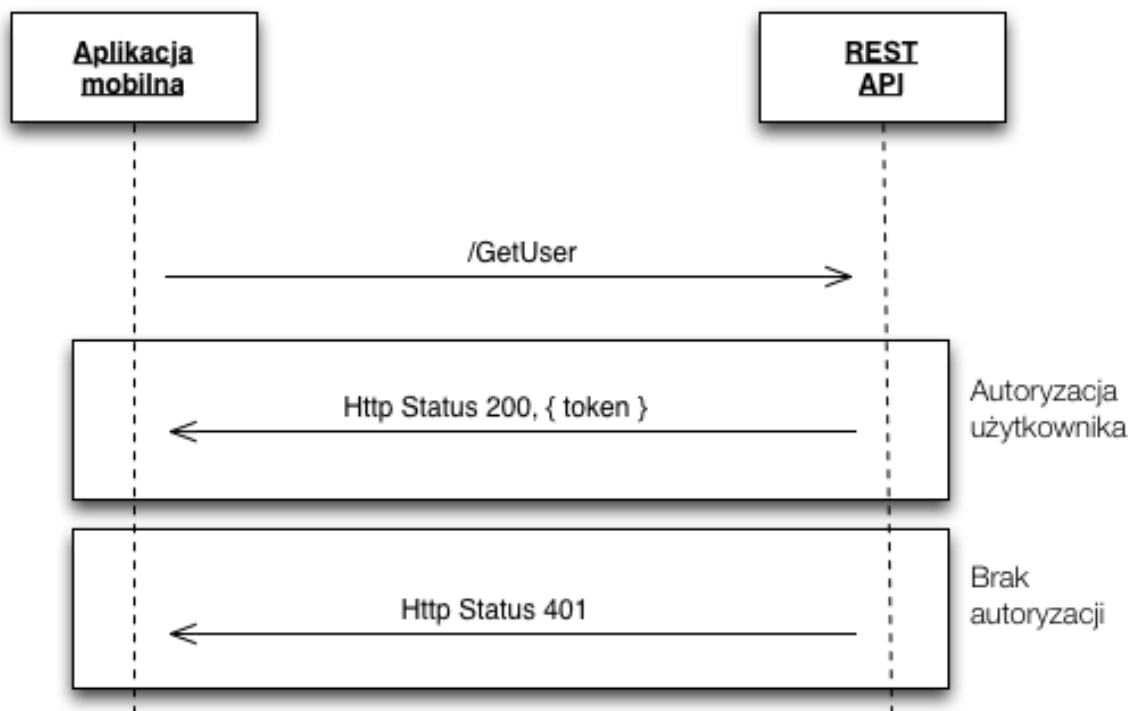 Aplikacja
mobilna
REST
API
/GetUser
Http Status 200, { token }
Autoryzacja
użytkownika
Http Status 401
Brak
autoryzacji